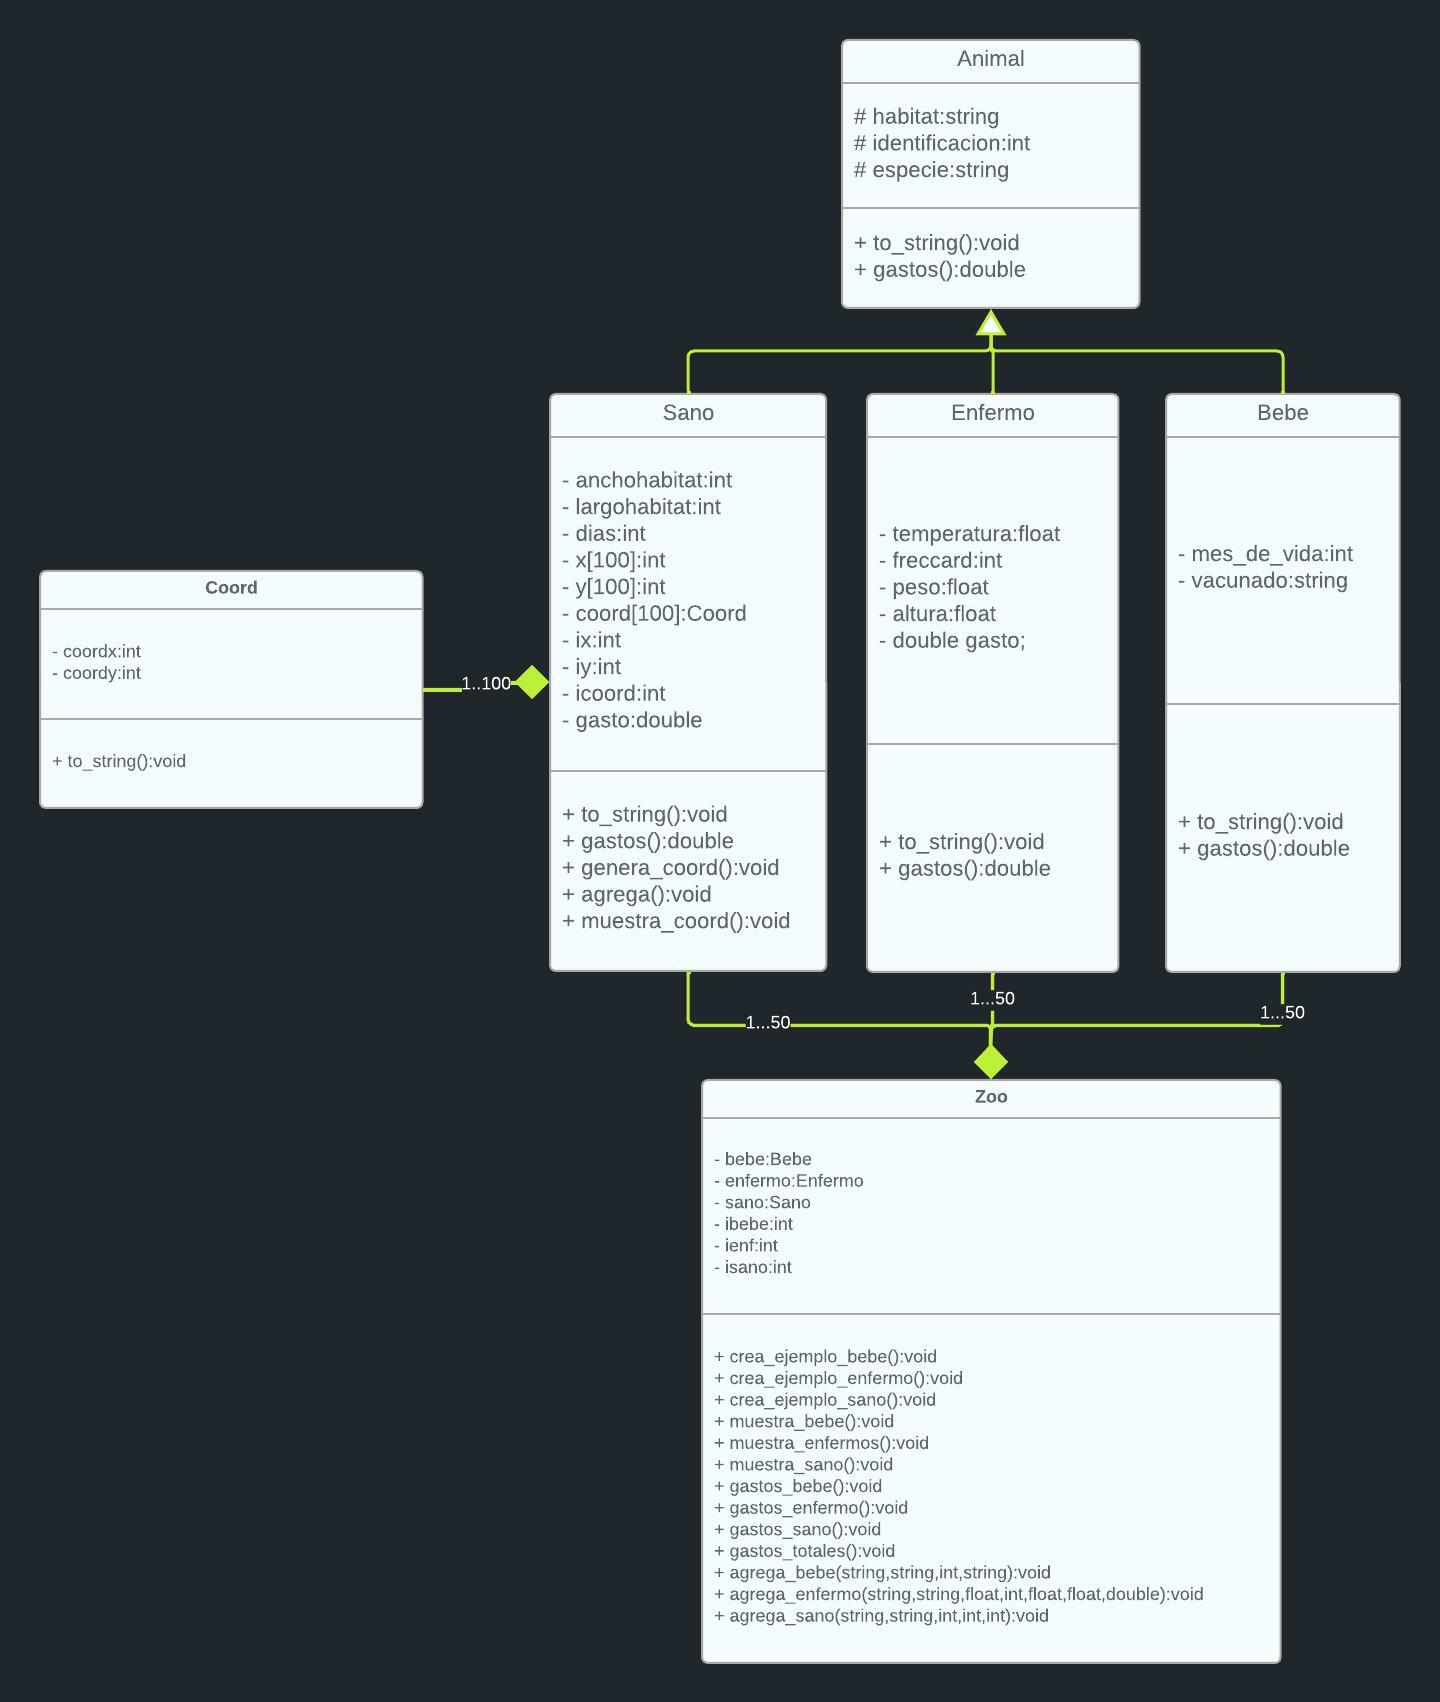 Animal
# habitat:string
# identificacion:int
# especie:string
+ to_string():void
+ gastos():double
Sano
- anchohabitat:int
- largohabitat:int
- dias:int
- x[100]:int
- y[100]:int
- coord[100]:Coord
- ix:int
- iy:int
- icoord:int
- gasto:double
+ to_string():void
+ gastos():double
+ genera_coord():void
+ agrega():void
+ muestra_coord():void
Enfermo
- temperatura:float
- freccard:int
- peso:float
- altura:float
- double gasto;
+ to_string():void
+ gastos():double
Bebe
- mes_de_vida:int
- vacunado:string
+ to_string():void
+ gastos():double
Coord
- coordx:int
- coordy:int
+ to_string():void
1..100
1...50
1...50
1...50
Zoo
- bebe:Bebe
- enfermo:Enfermo
- sano:Sano
- ibebe:int
- ienf:int
- isano:int
+ crea_ejemplo_bebe():void
+ crea_ejemplo_enfermo():void
+ crea_ejemplo_sano():void
+ muestra_bebe():void
+ muestra_enfermos():void
+ muestra_sano():void
+ gastos_bebe():void
+ gastos_enfermo():void
+ gastos_sano():void
+ gastos_totales():void
+ agrega_bebe(string,string,int,string):void
+ agrega_enfermo(string,string,float,int,float,float,double):void
+ agrega_sano(string,string,int,int,int):void